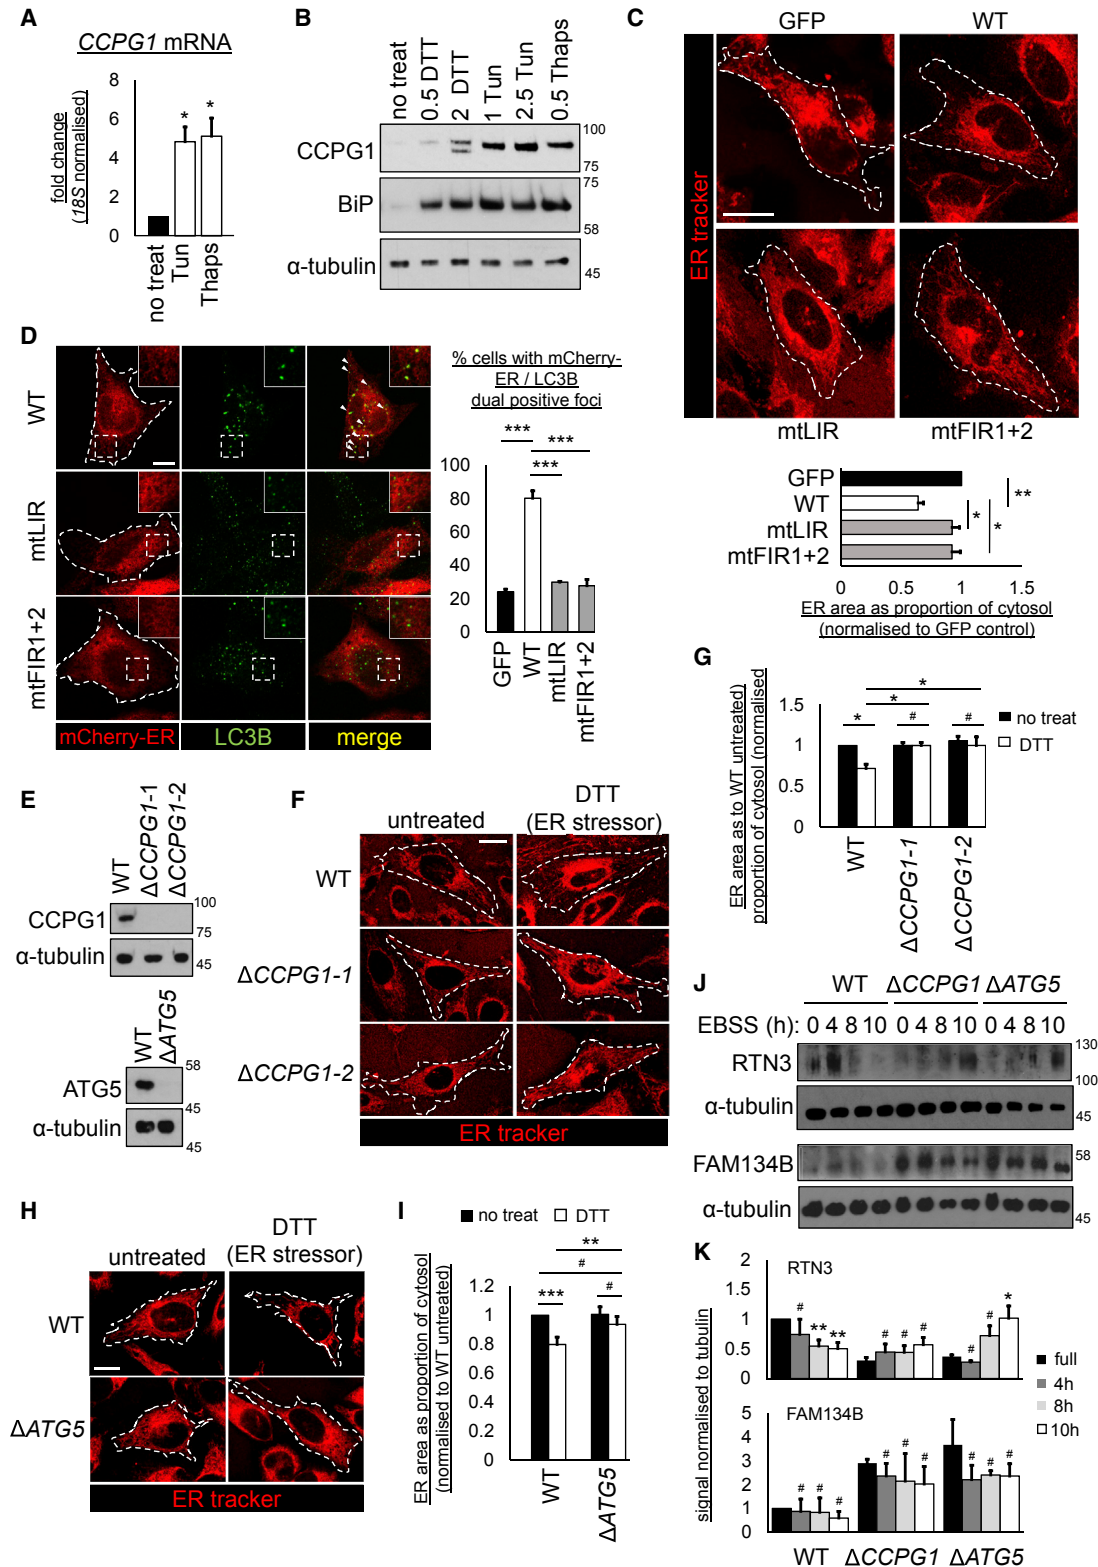 A
CCPG1 mRNA
fold change
(18S normalised)
8
6
4
2
0
*
*
no treat
Tun
Thaps
B
no treat
0.5 DTT
2 DTT
1 Tun
2.5 Tun
0.5 Thaps
CCPG1
100
75
BiP
75
58
α-tubulin
45
C
GFP
WT
ER tracker
mtLIR
mtFIR1+2
GFP
WT
mtLIR
mtFIR1+2
**
*
*
0 0.5 1 1.5
ER area as proportion of cytosol
(normalised to GFP control)
D
WT
mtLIR
mtFIR1+2
mCherry-ER
LC3B
merge
% cells with mCherry-
ER / LC3B
dual positive foci
***
***
***
100
80
60
40
20
0
GFP
WT
mtLIR
mtFIR1+2
E
WT
ΔCCPG1-1
ΔCCPG1-2
CCPG1
100
75
α-tubulin
45
WT
ΔATG5
ATG5
58
45
α-tubulin
45
F
untreated
DTT
(ER stressor)
WT
ΔCCPG1-1
ΔCCPG1-2
ER tracker
G
ER area as to WT untreated)
proportion of cytosol (normalised
1.5
1
0.5
0
*
*
*
#
#
no treat
DTT
WT
ΔCCPG1-1
ΔCCPG1-2
H
untreated
DTT
(ER stressor)
WT
ΔATG5
ER tracker
I
no treat
DTT
ER area as proportion of cytosol
(normalised to WT untreated)
1.2
1
0.8
0.6
0.4
0.2
0
**
#
***
#
WT
ΔATG5
J
WT ΔCCPG1 ΔATG5
EBSS (h): 0 4 8 10 0 4 8 10 0 4 8 10
RTN3
130
100
α-tubulin
45
FAM134B
58
α-tubulin
45
K
signal normalised to tubulin
RTN3
2
1.5
1
0.5
0
# ** ** # # # # # *
full
4h
8h
10h
FAM134B
5
4
3
2
1
0
# # # # # # # # #
WT ΔCCPG1 ΔATG5